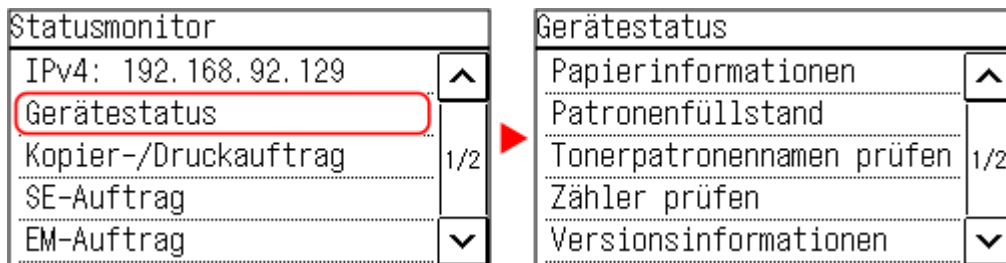 Statusmonitor
IPv4: 192.168.92.129
Gerätestatus
Kopier-/Druckauftrag
1/2
SE-Auftrag
EM-Auftrag
Gerätestatus
Papierinformationen
Patronenfüllstand
Tonerpatronennamen prüfen
1/2
Zähler prüfen
Versionsinformationen